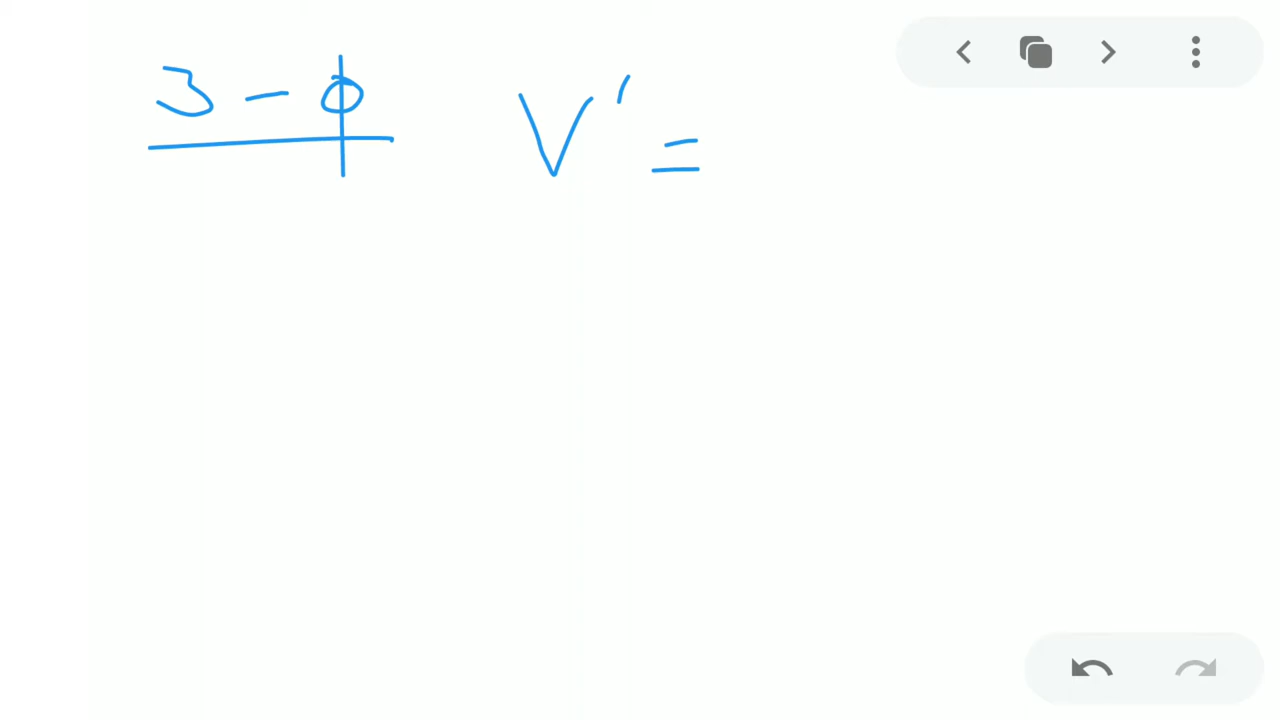 3-ϕ V' =